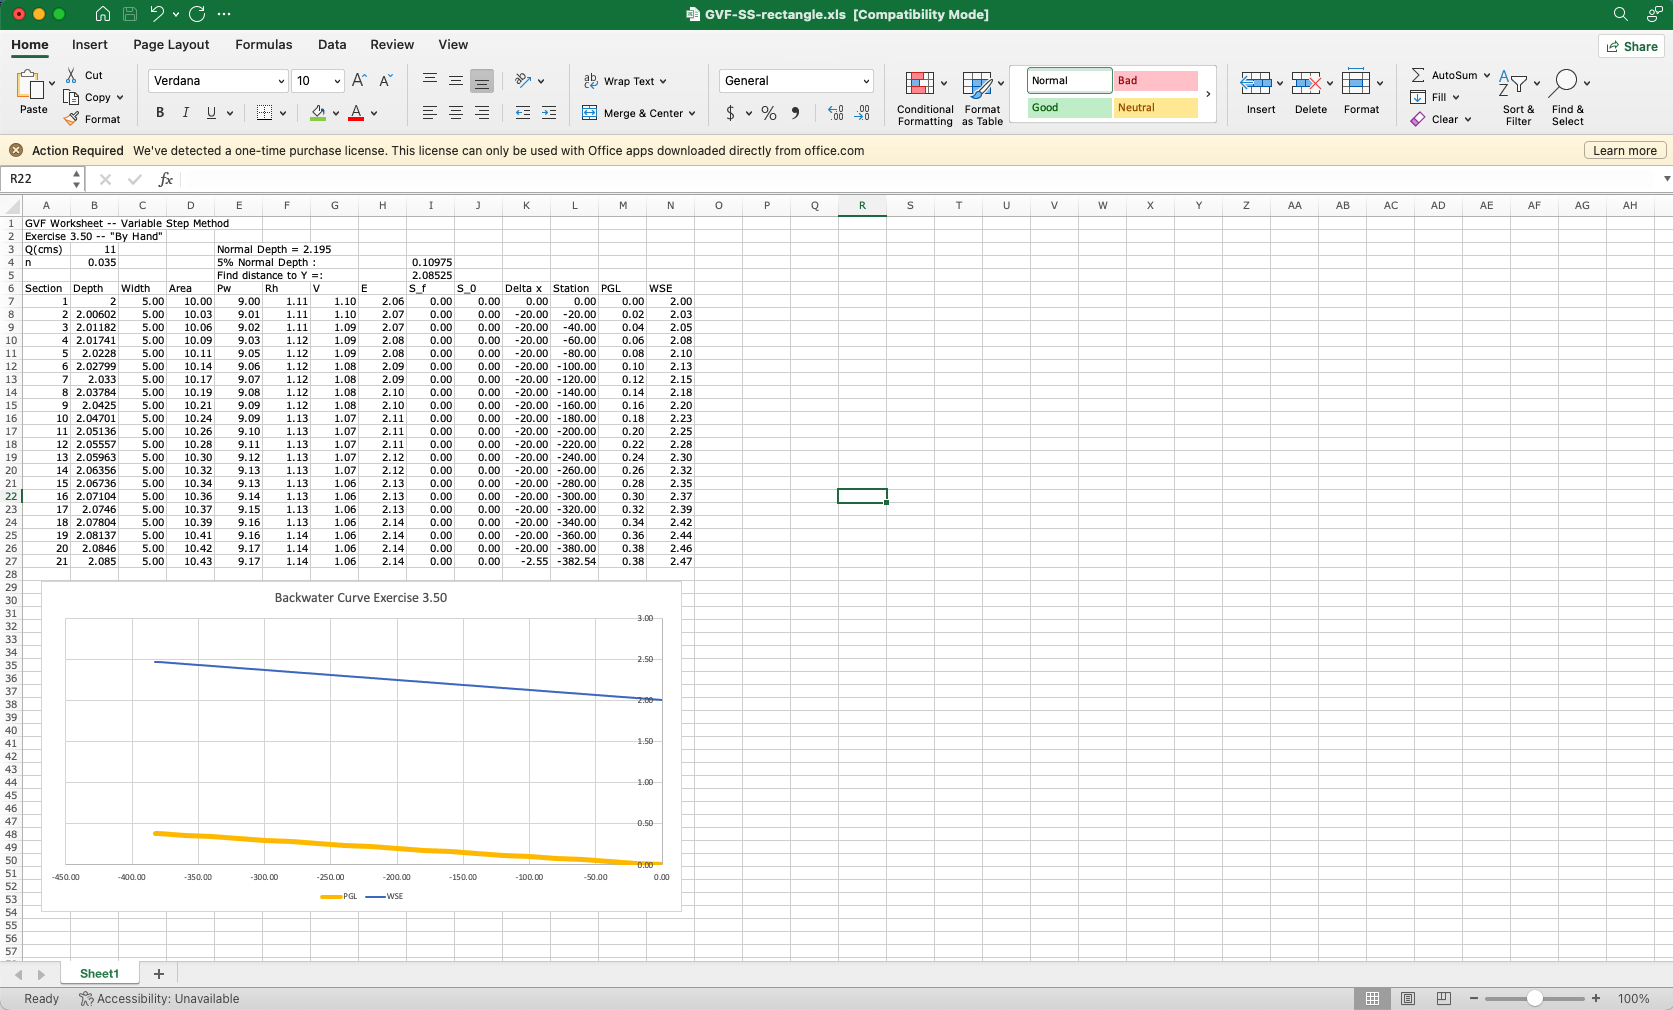 GVF-SS-rectangle.xls [Compatibility Mode]
Home Insert Page Layout Formulas Data Review View Share
Paste Cut Copy Format Verdana 10 Wrap Text Merge & Center General Conditional Formatting Format as Table Normal Bad Good Neutral Insert Delete Format AutoSum Fill Clear Sort & Filter Find & Select
Action Required We've detected a one-time purchase license. This license can only be used with Office apps downloaded directly from office.com Learn more
R22 fx
A B C D E F G H I J K L M N O P Q R S T U V W X Y Z AA AB AC AD AE AF AG AH
1 GVF Worksheet -- Variable Step Method
2 Exercise 3.50 -- "By Hand"
3 Q(cms) 11 Normal Depth = 2.195
4 n 0.035 5% Normal Depth : 0.10975
5 Find distance to Y =: 2.08525
6 Section Depth Width Area Pw Rh V E S_f S_0 Delta x Station PGL WSE
7 1 2 5.00 10.00 9.00 1.11 1.10 2.06 0.00 0.00 0.00 0.00 0.00 2.00
8 2 2.00602 5.00 10.03 9.01 1.11 1.10 2.07 0.00 0.00 -20.00 -20.00 0.02 2.03
9 3 2.01182 5.00 10.06 9.02 1.11 1.09 2.07 0.00 0.00 -20.00 -40.00 0.04 2.05
10 4 2.01741 5.00 10.09 9.03 1.12 1.09 2.08 0.00 0.00 -20.00 -60.00 0.06 2.08
11 5 2.0228 5.00 10.11 9.05 1.12 1.09 2.08 0.00 0.00 -20.00 -80.00 0.08 2.10
12 6 2.02799 5.00 10.14 9.06 1.12 1.08 2.09 0.00 0.00 -20.00 -100.00 0.10 2.13
13 7 2.033 5.00 10.17 9.07 1.12 1.08 2.09 0.00 0.00 -20.00 -120.00 0.12 2.15
14 8 2.03784 5.00 10.19 9.08 1.12 1.08 2.10 0.00 0.00 -20.00 -140.00 0.14 2.18
15 9 2.0425 5.00 10.21 9.09 1.12 1.08 2.10 0.00 0.00 -20.00 -160.00 0.16 2.20
16 10 2.04701 5.00 10.24 9.09 1.13 1.07 2.11 0.00 0.00 -20.00 -180.00 0.18 2.23
17 11 2.05136 5.00 10.26 9.10 1.13 1.07 2.11 0.00 0.00 -20.00 -200.00 0.20 2.25
18 12 2.05557 5.00 10.28 9.11 1.13 1.07 2.11 0.00 0.00 -20.00 -220.00 0.22 2.28
19 13 2.05963 5.00 10.30 9.12 1.13 1.07 2.12 0.00 0.00 -20.00 -240.00 0.24 2.30
20 14 2.06356 5.00 10.32 9.13 1.13 1.07 2.12 0.00 0.00 -20.00 -260.00 0.26 2.32
21 15 2.06736 5.00 10.34 9.13 1.13 1.06 2.13 0.00 0.00 -20.00 -280.00 0.28 2.35
22 16 2.07104 5.00 10.36 9.14 1.13 1.06 2.13 0.00 0.00 -20.00 -300.00 0.30 2.37
23 17 2.0746 5.00 10.37 9.15 1.13 1.06 2.13 0.00 0.00 -20.00 -320.00 0.32 2.39
24 18 2.07804 5.00 10.39 9.16 1.13 1.06 2.14 0.00 0.00 -20.00 -340.00 0.34 2.42
25 19 2.08137 5.00 10.41 9.16 1.14 1.06 2.14 0.00 0.00 -20.00 -360.00 0.36 2.44
26 20 2.0846 5.00 10.42 9.17 1.14 1.06 2.14 0.00 0.00 -20.00 -380.00 0.38 2.46
27 21 2.085 5.00 10.43 9.17 1.14 1.06 2.14 0.00 0.00 -2.55 -382.54 0.38 2.47
28
29
30 Backwater Curve Exercise 3.50
31
32 3.00
33
34
35 2.50
36
37
38 2.00
39
40
41 1.50
42
43
44 1.00
45
46
47 0.50
48
49
50 0.00
51 -450.00 -400.00 -350.00 -300.00 -250.00 -200.00 -150.00 -100.00 -50.00 0.00
52
53 PGL WSE
54
55
56
57
Sheet1 +
Ready Accessibility: Unavailable 100%